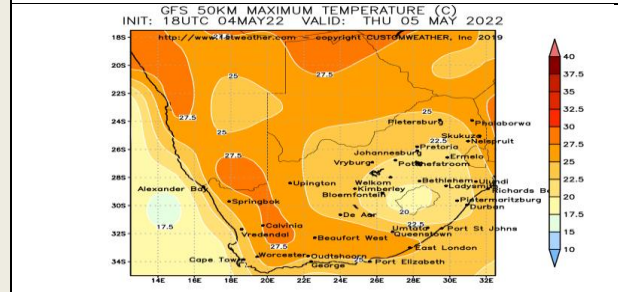 GFS 50KM MAXIMUM TEMPERATURE (C)
INIT: 18UTC 04MAY22 VALID: THU 05 MAY 2022
http://www.1stweather.com - copyright CUSTOMWEATHER, Inc 2019
18S
20S
22S
24S
26S
28S
30S
32S
34S
14E 16E 18E 20E 22E 24E 26E 28E 30E 32E
25
27.5
27.5
25
25
Pietersburg
Phalaborwa
Skukuza
22.5
Nelspruit
Pretoria
Johannesburg
Ermelo
Vryburg
Potchefstroom
27.5
Welkom
Bethlehem
Ulundi
Alexander Bay
Upington
Kimberley
Ladysmith
Richards B
Springbok
Bloemfontein
Pietermaritzburg
20
Durban
17.5
De Aar
Calvinia
22.5
Umtata
Port St Johns
Vredendal
Beaufort West
Queenstown
27.5
East London
Cape Town
Worcester
Oudtshoorn
25
Port Elizabeth
George
40
37.5
35
32.5
30
27.5
25
22.5
20
17.5
15
10